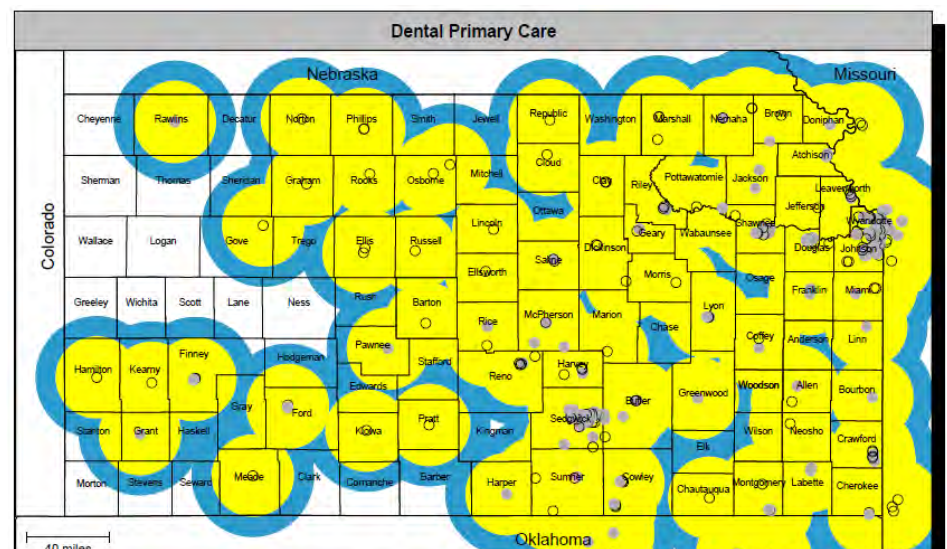 Dental Primary Care
Nebraska
Missouri
Colorado
Cheyenne Rawlins Decatur Norton Phillips Smith Jewell Republic Washington Marshall Nemaha Brown Doniphan
Atchison
Sherman Thomas Sheridan Graham Rooks Osborne Mitchell Cloud Clay Riley Pottawatomie Jackson
Leavenworth
Jefferson
Wyandotte
Ottawa
Lincoln
Wallace Logan Gove Trego Ellis Russell Saline Dickinson Geary Wabaunsee Shawnee Douglas Johnson
Ellsworth
Morris
Osage
Franklin Miami
Greeley Wichita Scott Lane Ness Rush Barton Rice McPherson Marion Chase Lyon
Coffey Anderson Linn
Hamilton Kearny Finney Hodgeman Pawnee Stafford Reno Harvey
Edwards
Gray Ford
Greenwood Woodson Allen Bourbon
Butler
Sedgwick
Stanton Grant Haskell Kiowa Pratt Kingman Elk Wilson Neosho Crawford
Morton Stevens Seward Meade Clark Comanche Barber Harper Sumner Cowley Chautauqua Montgomery Labette Cherokee
Oklahoma
40 miles